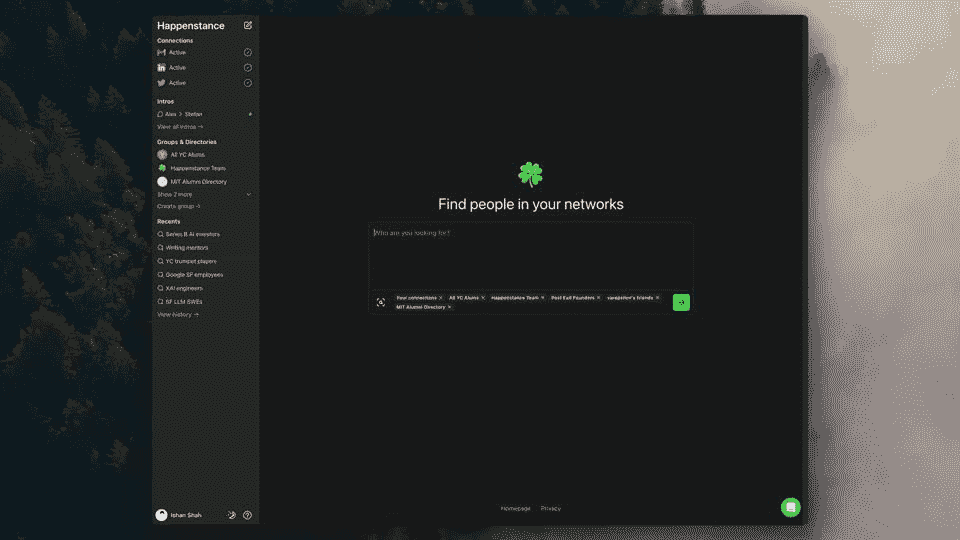 Happenstance
Connections
Active
Active
Active
Intros
Alex > Stefan
View all intros →
Groups & Directories
All YC Alums
Happenstance Team
MIT Alumni Directory
Show 2 more
Create group →
Recents
Series B AI investors
Writing mentors
YC trumpet players
Google SF employees
XAI engineers
SF LLM SWEs
View history →
Ishan Shah
Find people in your networks
Who are you looking for?
Your connections × All YC Alums × Happenstance Team × Post Exit Founders × friends ×
MIT Alumni Directory ×
Homepage Privacy